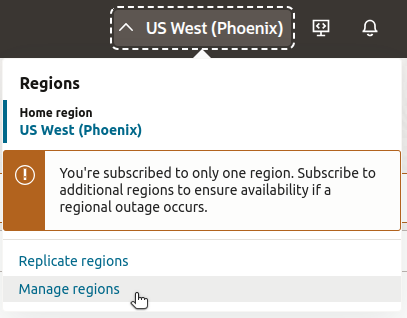 US West (Phoenix)
Regions
Home region
US West (Phoenix)
You're subscribed to only one region. Subscribe to
additional regions to ensure availability if a
regional outage occurs.
Replicate regions
Manage regions